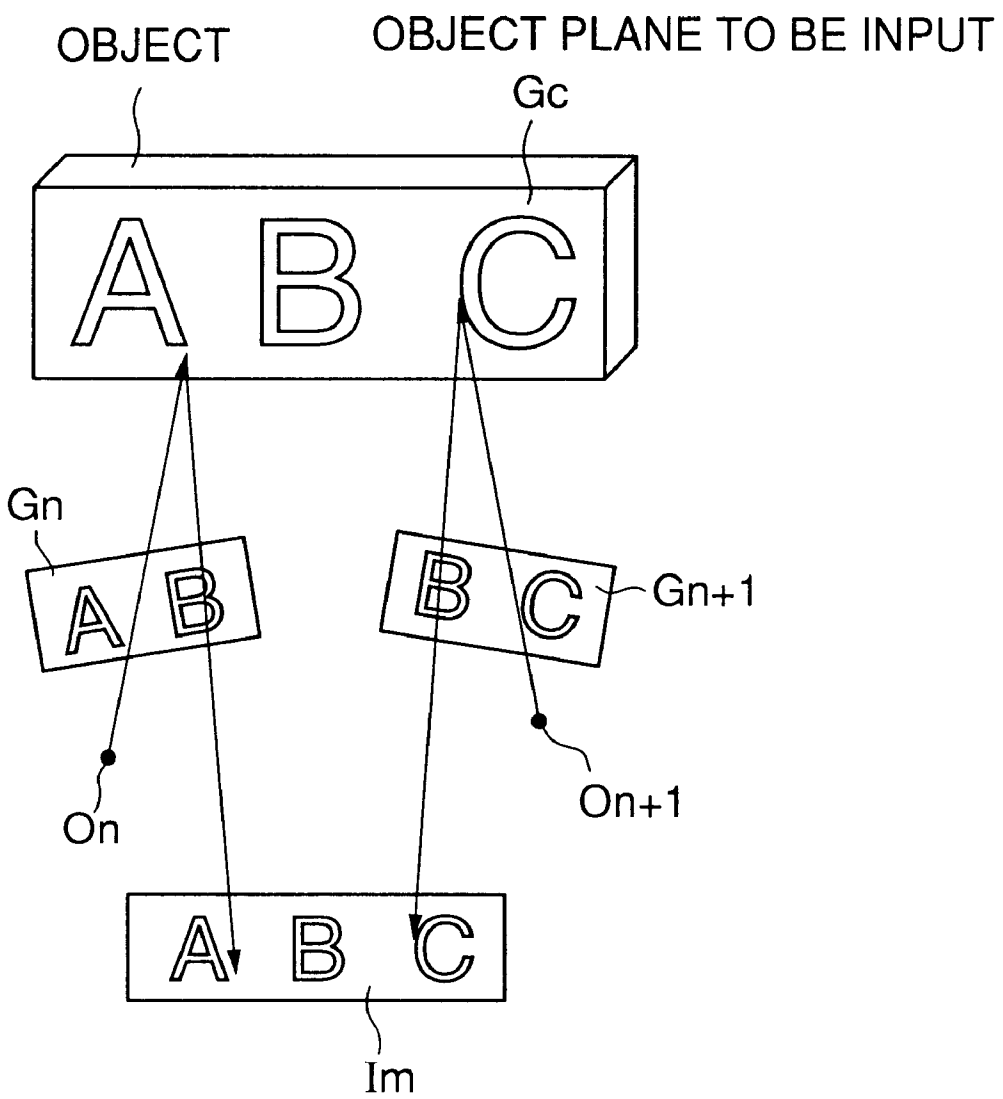 OBJECT
OBJECT PLANE TO BE INPUT
Gc
A B C
Gn
A B
B C
Gn+1
On
On+1
A B C
Im